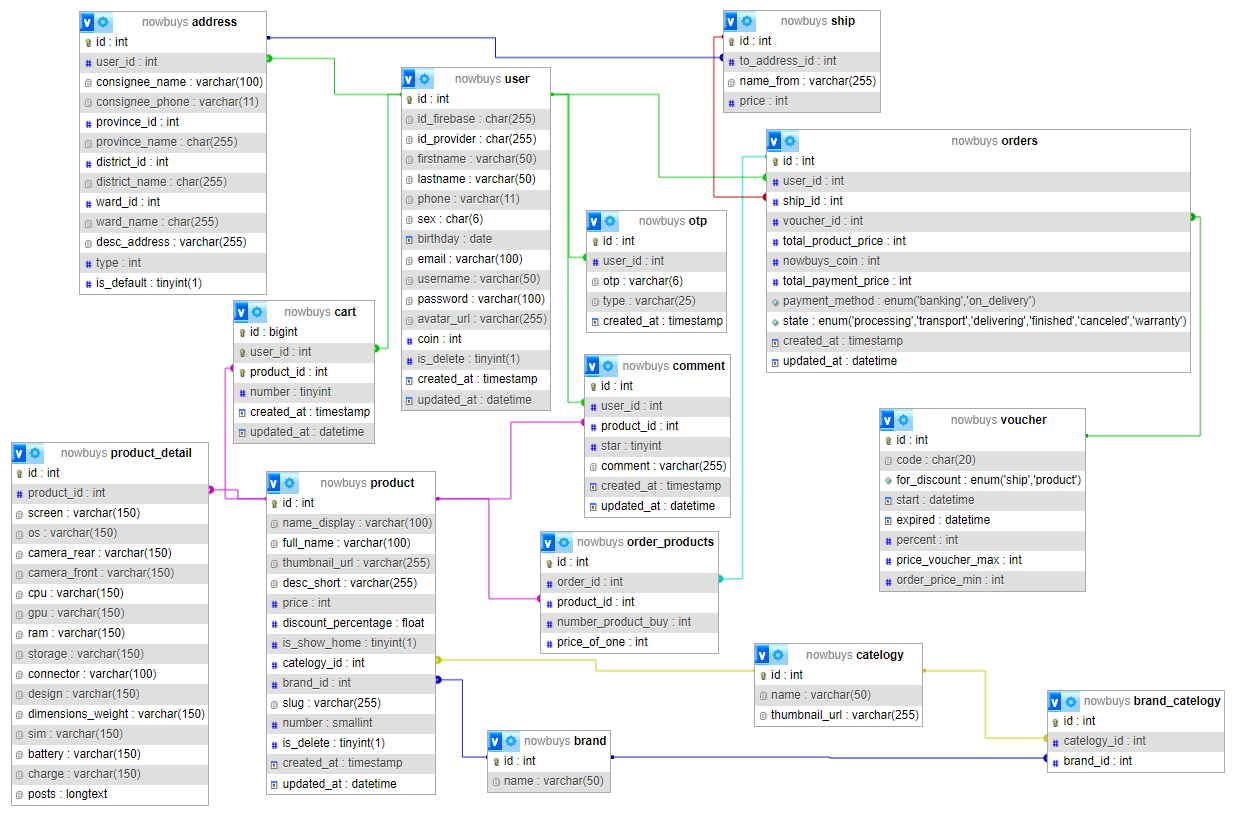 nowbuys address
id : int
user_id : int
consignee_name : varchar(100)
consignee_phone : varchar(11)
province_id : int
province_name : char(255)
district_id : int
district_name : char(255)
ward_id : int
ward_name : char(255)
desc_address : varchar(255)
type : int
is_default : tinyint(1)
nowbuys user
id : int
id_firebase : char(255)
id_provider : char(255)
firstname : varchar(50)
lastname : varchar(50)
phone : varchar(11)
sex : char(6)
birthday : date
email : varchar(100)
username : varchar(50)
password : varchar(100)
avatar_url : varchar(255)
coin : int
is_delete : tinyint(1)
created_at : timestamp
updated_at : datetime
nowbuys ship
id : int
to_address_id : int
name_from : varchar(255)
price : int
nowbuys orders
id : int
user_id : int
ship_id : int
voucher_id : int
total_product_price : int
nowbuys_coin : int
total_payment_price : int
payment_method : enum('banking','on_delivery')
state : enum('processing','transport','delivering','finished','canceled','warranty')
created_at : timestamp
updated_at : datetime
nowbuys otp
id : int
user_id : int
otp : varchar(6)
type : varchar(25)
created_at : timestamp
nowbuys cart
id : bigint
user_id : int
product_id : int
number : tinyint
created_at : timestamp
updated_at : datetime
nowbuys comment
id : int
user_id : int
product_id : int
star : tinyint
comment : varchar(255)
created_at : timestamp
updated_at : datetime
nowbuys voucher
id : int
code : char(20)
for_discount : enum('ship','product')
start : datetime
expired : datetime
percent : int
price_voucher_max : int
order_price_min : int
nowbuys product_detail
id : int
product_id : int
screen : varchar(150)
os : varchar(150)
camera_rear : varchar(150)
camera_front : varchar(150)
cpu : varchar(150)
gpu : varchar(150)
ram : varchar(150)
storage : varchar(150)
connector : varchar(100)
design : varchar(150)
dimensions_weight : varchar(150)
sim : varchar(150)
battery : varchar(150)
charge : varchar(150)
posts : longtext
nowbuys product
id : int
name_display : varchar(100)
full_name : varchar(100)
thumbnail_url : varchar(255)
desc_short : varchar(255)
price : int
discount_percentage : float
is_show_home : tinyint(1)
catelogy_id : int
brand_id : int
slug : varchar(255)
number : smallint
is_delete : tinyint(1)
created_at : timestamp
updated_at : datetime
nowbuys order_products
id : int
order_id : int
product_id : int
number_product_buy : int
price_of_one : int
nowbuys catelogy
id : int
name : varchar(50)
thumbnail_url : varchar(255)
nowbuys brand
id : int
name : varchar(50)
nowbuys brand_catelogy
id : int
catelogy_id : int
brand_id : int